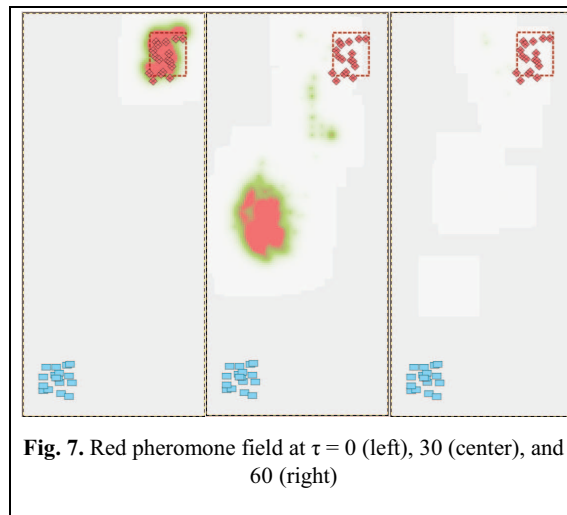 Fig. 7. Red pheromone field at τ = 0 (left), 30 (center), and
60 (right)